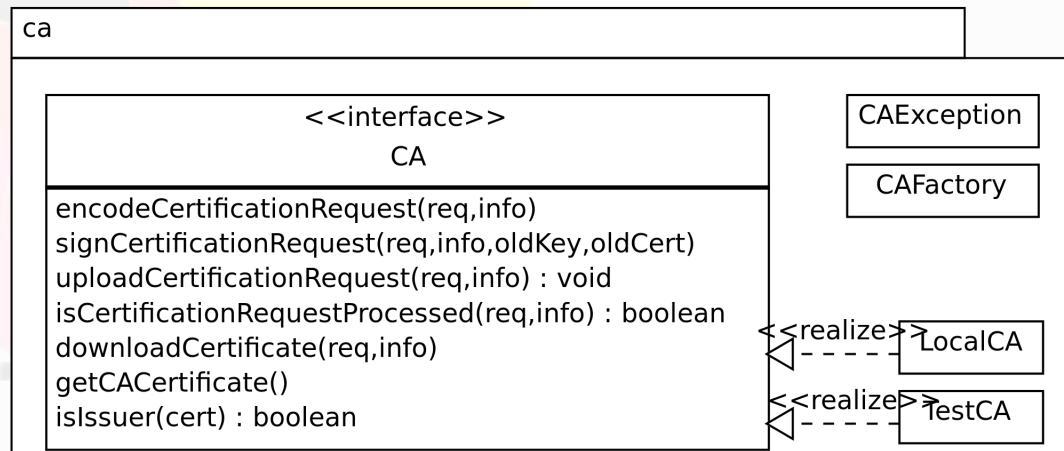 ca
<<interface>>
CA
encodeCertificationRequest(req,info)
signCertificationRequest(req,info,oldKey,oldCert)
uploadCertificationRequest(req,info) : void
isCertificationRequestProcessed(req,info) : boolean
downloadCertificate(req,info)
getCACertificate()
isIssuer(cert) : boolean
CAException
CAFactory
<<realize>>
LocalCA
<<realize>>
TestCA